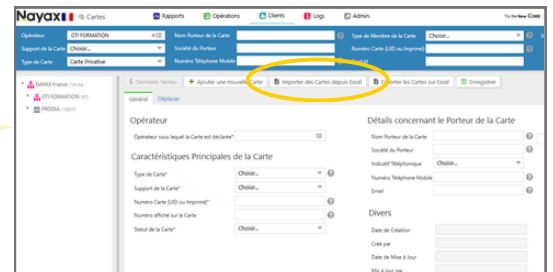 Nayax Cartes Rapports Opérations Clients Logs Admin. Try the New CORE
Opérateur OTI FORMATION Nom Porteur de la Carte Type de Membre de la Carte Choisir...
Support de la Carte Choisir... Société du Porteur Numéro Carte (UID ou Imprimé)
Type de Carte Carte Privative Numéro Téléphone Mobile
NAYAX France
OTI FORMATION
PRODIA
$ Dernières Ventes + Ajouter une nouvelle Carte Importer des Cartes depuis Excel Exporter les Cartes sur Excel Enregistrer
Général Déplacer
Opérateur
Opérateur sous lequel la Carte est déclarée*
Caractéristiques Principales de la Carte
Type de Carte* Choisir...
Support de la Carte* Choisir...
Numéro Carte (UID ou Imprimé)*
Numéro affiché sur la Carte
Statut de la Carte* Choisir...
Détails concernant le Porteur de la Carte
Nom Porteur de la Carte
Société du Porteur
Indicatif Téléphonique Choisir...
Numéro Téléphone Mobile
Email
Divers
Date de Création
Créé par
Date de Mise à Jour
Mis à jour par